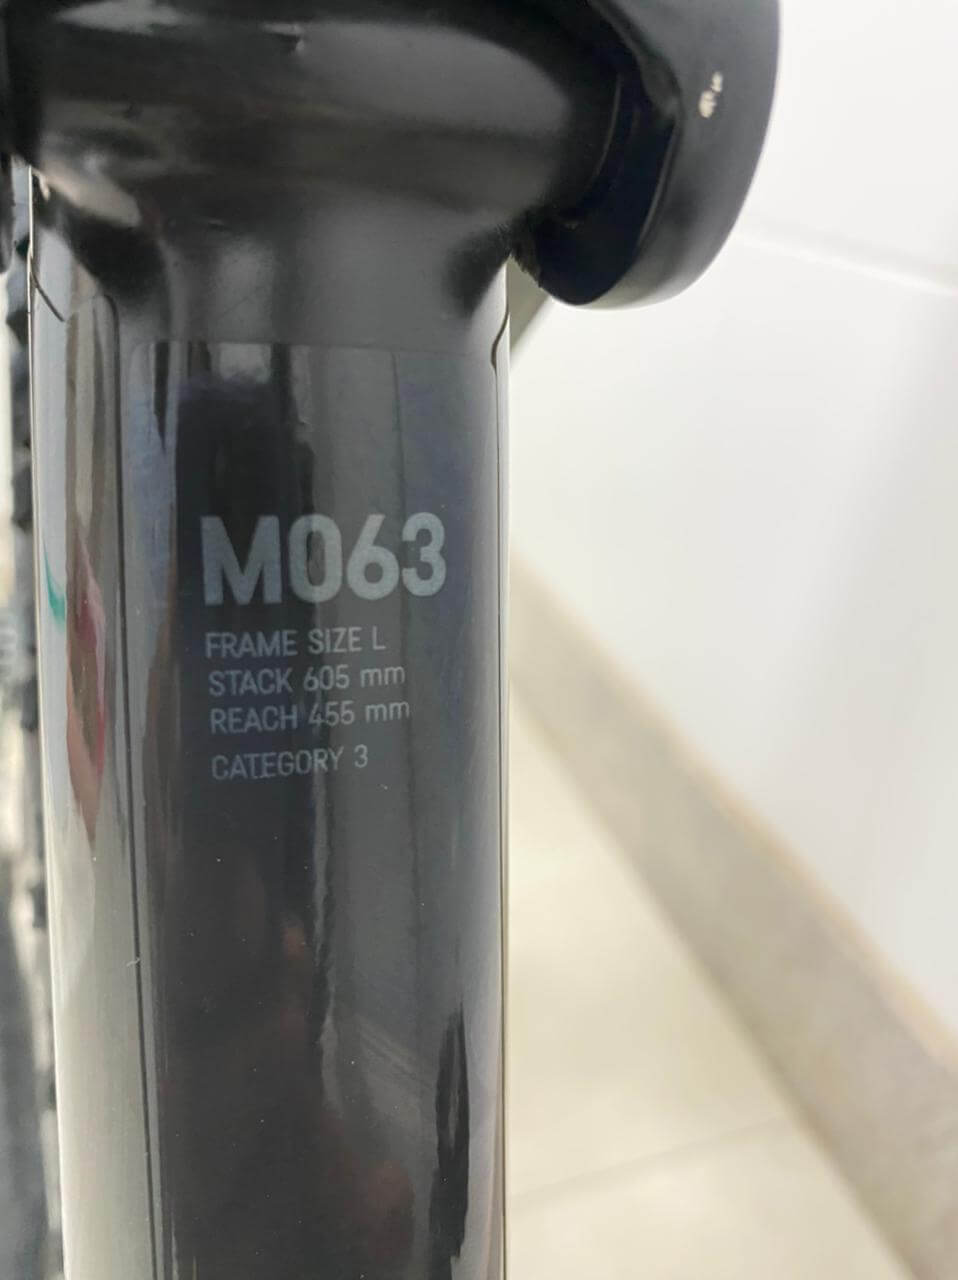 M063
FRAME SIZE L
STACK 605 mm
REACH 455 mm
CATEGORY 3